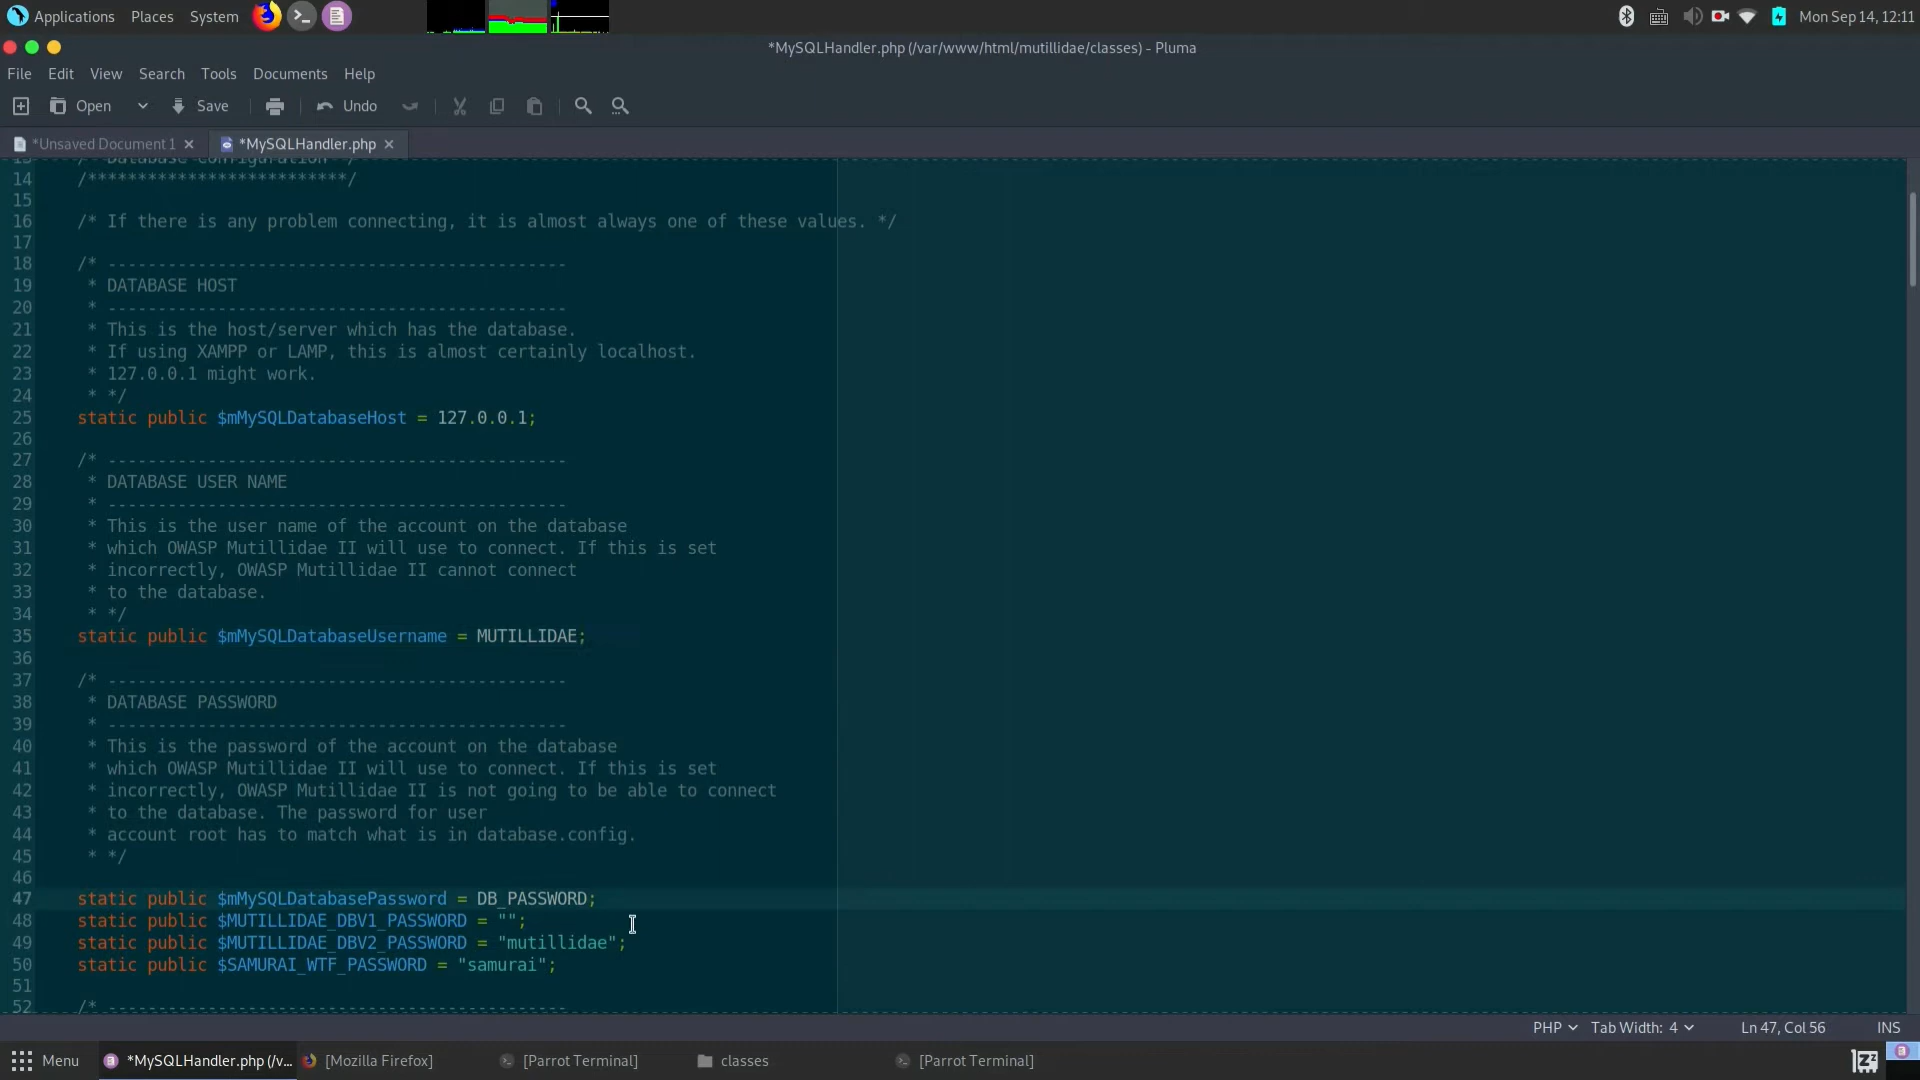 Applications Places System Mon Sep 14, 12:11
*MySQLHandler.php (/var/www/html/mutillidae/classes) - Pluma
File Edit View Search Tools Documents Help
Open Save Undo
*Unsaved Document 1 *MySQLHandler.php
13 /* Database Configuration */
14 /**************************/
15
16 /* If there is any problem connecting, it is almost always one of these values. */
17
18 /* ----------------------------------------------
19 * DATABASE HOST
20 * ----------------------------------------------
21 * This is the host/server which has the database.
22 * If using XAMPP or LAMP, this is almost certainly localhost.
23 * 127.0.0.1 might work.
24 * */
25 static public $mMySQLDatabaseHost = 127.0.0.1;
26
27 /* ----------------------------------------------
28 * DATABASE USER NAME
29 * ----------------------------------------------
30 * This is the user name of the account on the database
31 * which OWASP Mutillidae II will use to connect. If this is set
32 * incorrectly, OWASP Mutillidae II cannot connect
33 * to the database.
34 * */
35 static public $mMySQLDatabaseUsername = MUTILLIDAE;
36
37 /* ----------------------------------------------
38 * DATABASE PASSWORD
39 * ----------------------------------------------
40 * This is the password of the account on the database
41 * which OWASP Mutillidae II will use to connect. If this is set
42 * incorrectly, OWASP Mutillidae II is not going to be able to connect
43 * to the database. The password for user
44 * account root has to match what is in database.config.
45 * */
46
47 static public $mMySQLDatabasePassword = DB_PASSWORD;
48 static public $MUTILLIDAE_DBV1_PASSWORD = "";
49 static public $MUTILLIDAE_DBV2_PASSWORD = "mutillidae";
50 static public $SAMURAI_WTF_PASSWORD = "samurai";
51
52 /* ----------------------------------------------
PHP Tab Width: 4 Ln 47, Col 56 INS
Menu *MySQLHandler.php (/v... [Mozilla Firefox] [Parrot Terminal] classes [Parrot Terminal]